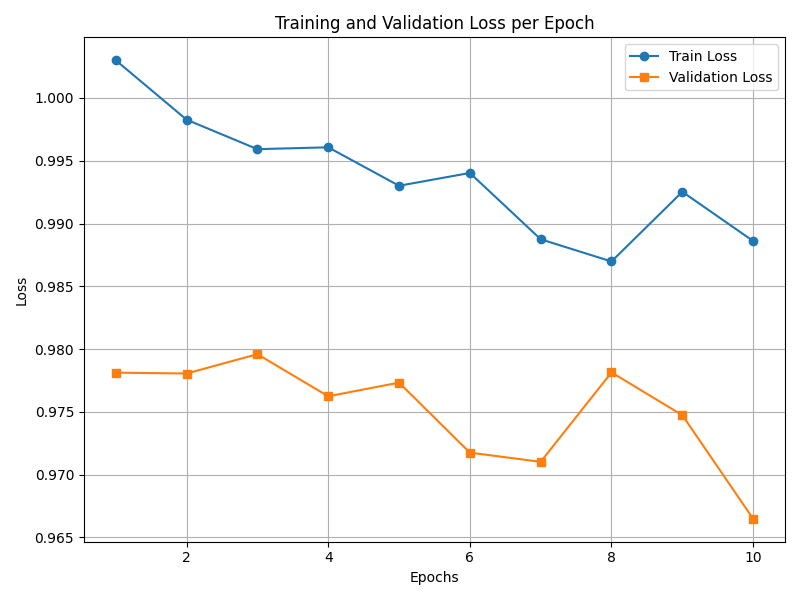 Training and Validation Loss per Epoch
Train Loss
Validation Loss
1.000
0.995
0.990
0.985
0.980
0.975
0.970
0.965
Loss
2 4 6 8 10
Epochs